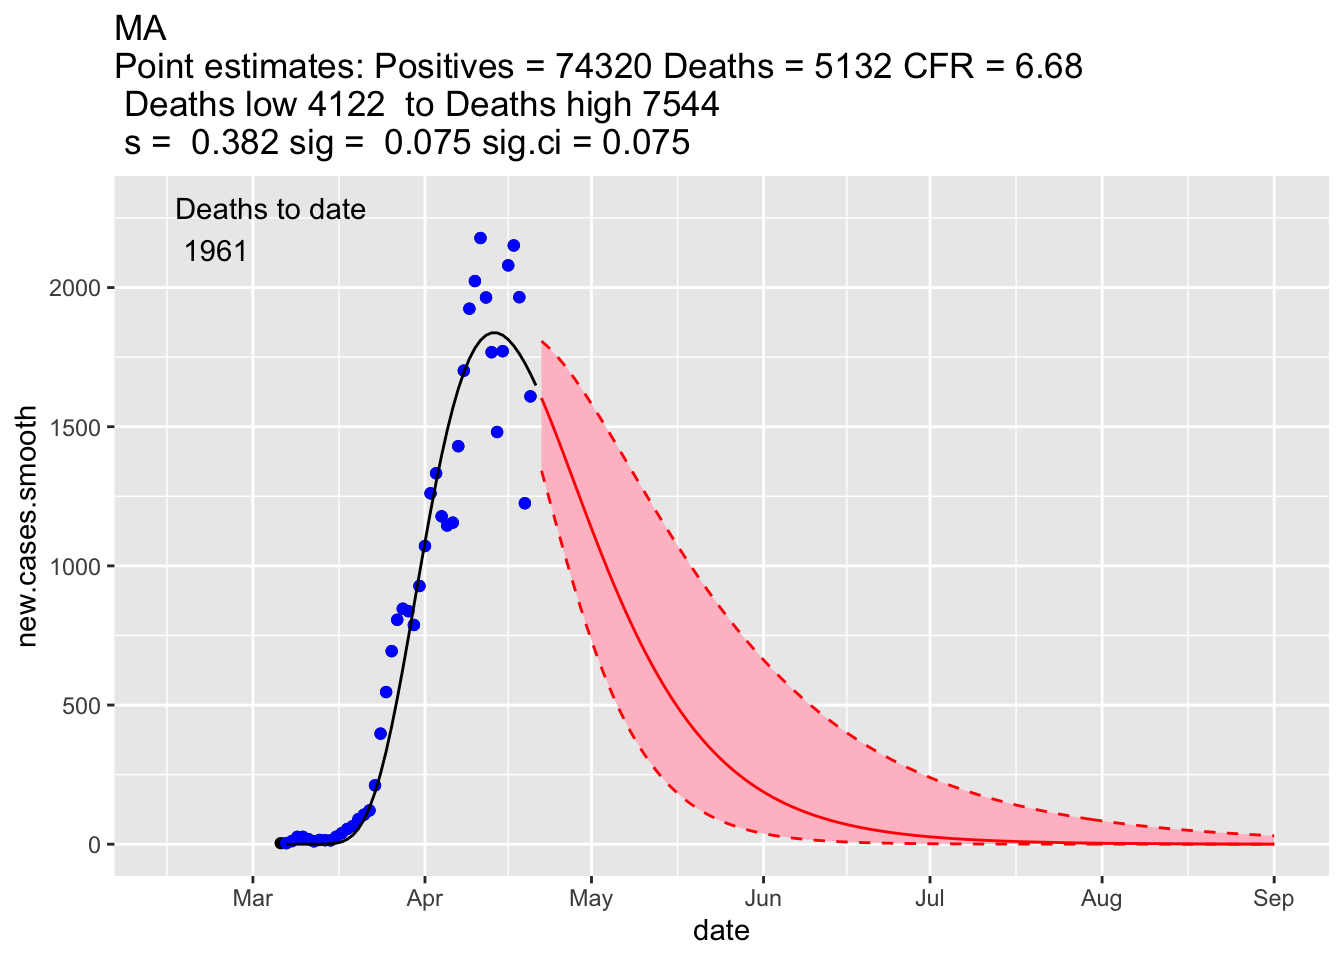 MA
Point estimates: Positives = 74320 Deaths = 5132 CFR = 6.68
Deaths low 4122  to Deaths high 7544
s =  0.382 sig =  0.075 sig.ci = 0.075
Deaths to date
1961
2000
1500
1000
500
0
new.cases.smooth
Mar Apr May Jun Jul Aug Sep
date